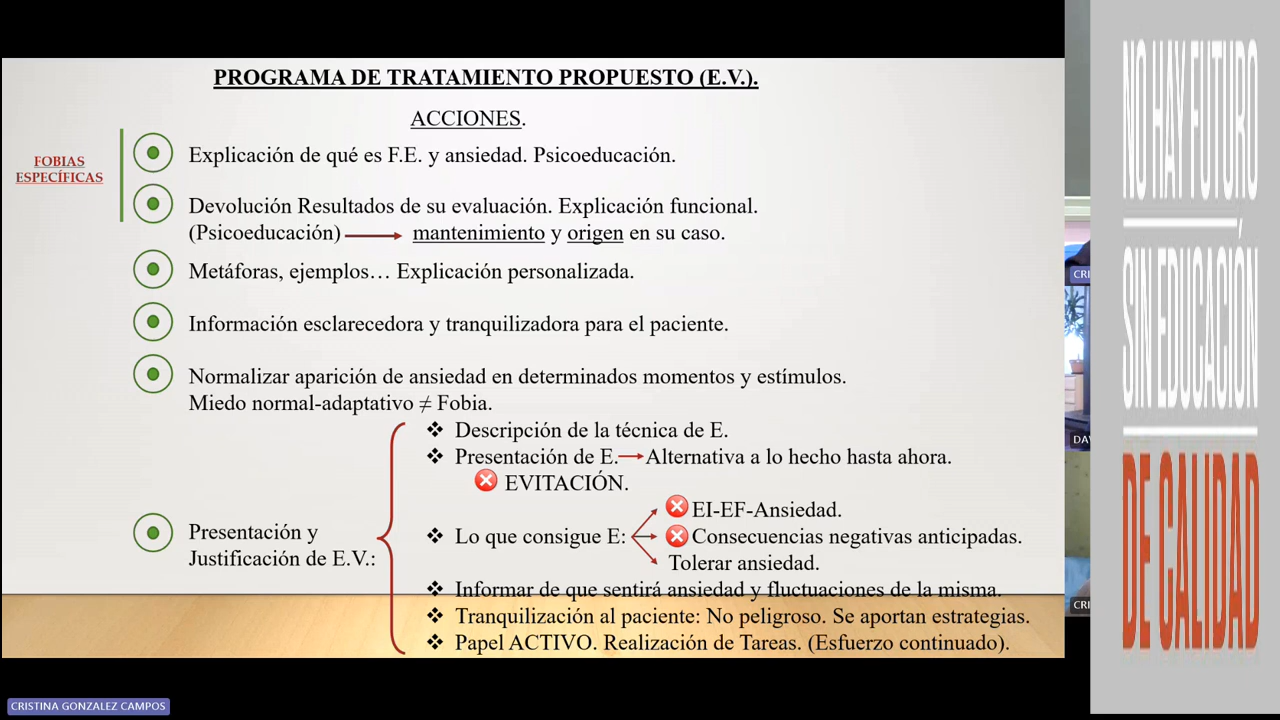 PROGRAMA DE TRATAMIENTO PROPUESTO (E.V.).
ACCIONES.
FOBIAS
ESPECÍFICAS
Explicación de qué es F.E. y ansiedad. Psicoeducación.
Devolución Resultados de su evaluación. Explicación funcional.
(Psicoeducación) mantenimiento y origen en su caso.
Metáforas, ejemplos… Explicación personalizada.
Información esclarecedora y tranquilizadora para el paciente.
Normalizar aparición de ansiedad en determinados momentos y estímulos.
Miedo normal-adaptativo ≠ Fobia.
Presentación y
Justificación de E.V.:
Descripción de la técnica de E.
Presentación de E. Alternativa a lo hecho hasta ahora.
EVITACIÓN.
Lo que consigue E:
EI-EF-Ansiedad.
Consecuencias negativas anticipadas.
Tolerar ansiedad.
Informar de que sentirá ansiedad y fluctuaciones de la misma.
Tranquilización al paciente: No peligroso. Se aportan estrategias.
Papel ACTIVO. Realización de Tareas. (Esfuerzo continuado).
CRI
DAV
CRI
NO HAY FUTURO
SIN EDUCACIÓN
DE CALIDAD
CRISTINA GONZALEZ CAMPOS